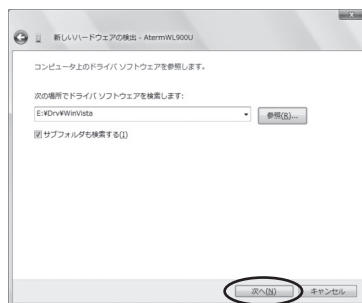 新しいハードウェアの検出 - AtermWL900U
コンピュータ上のドライバ ソフトウェアを参照します。
次の場所でドライバ ソフトウェアを検索します:
E:¥Drv¥WinVista
参照(R)...
サブフォルダも検索する(I)
次へ(N)
キャンセル